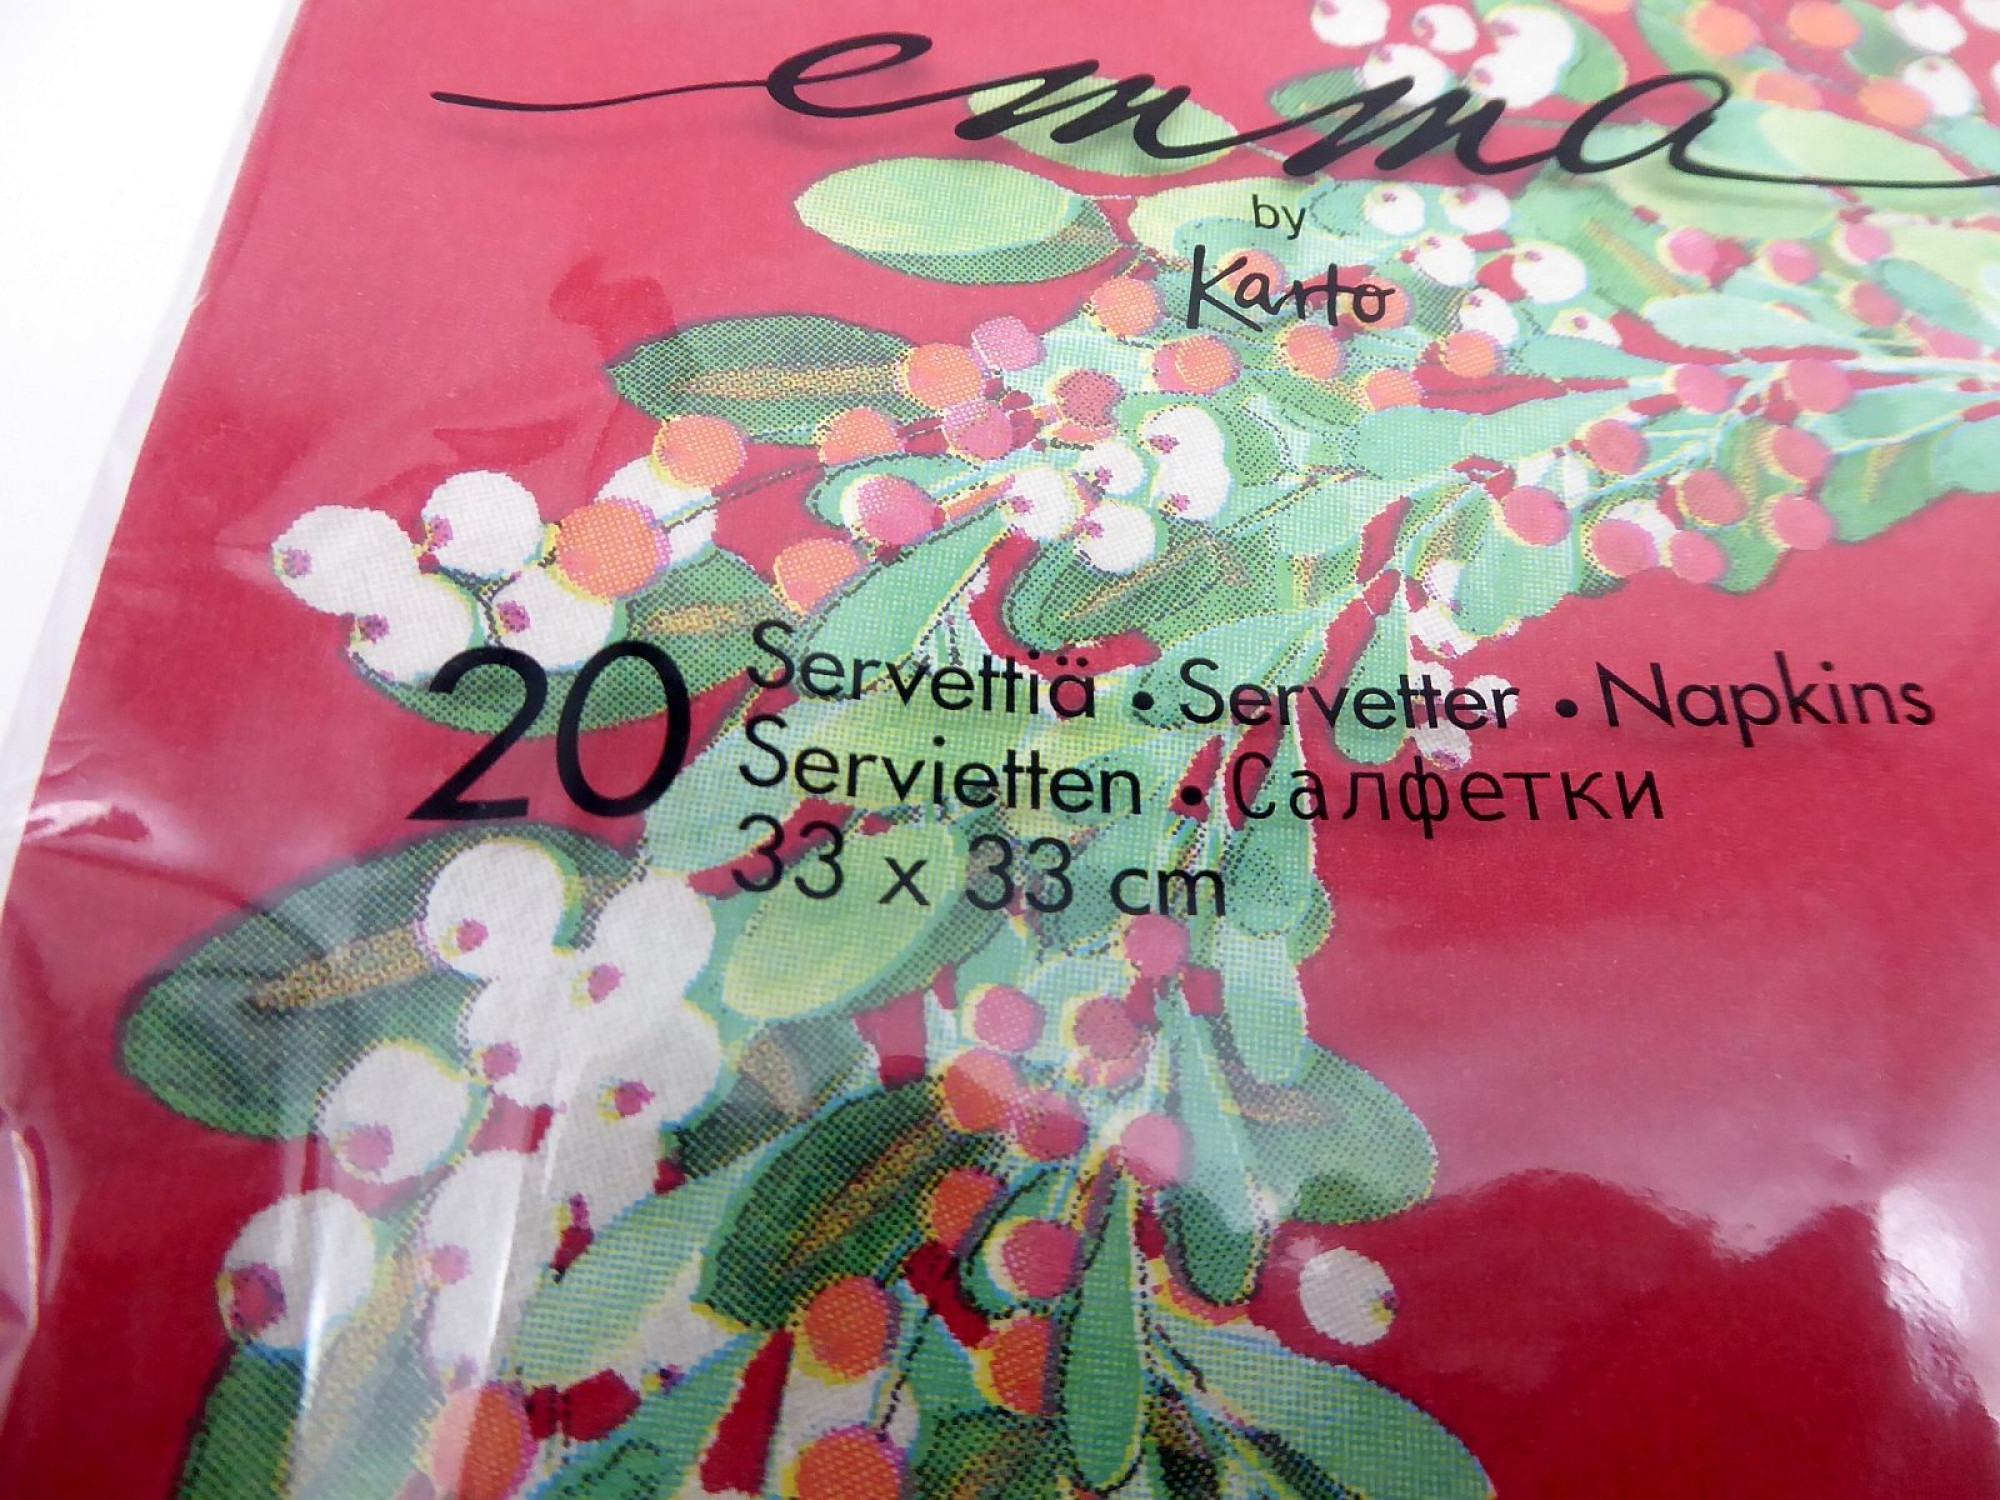 emma
by
Karto
20 Servettiä • Servetter • Napkins
Servietten • Салфетки
33 x 33 cm